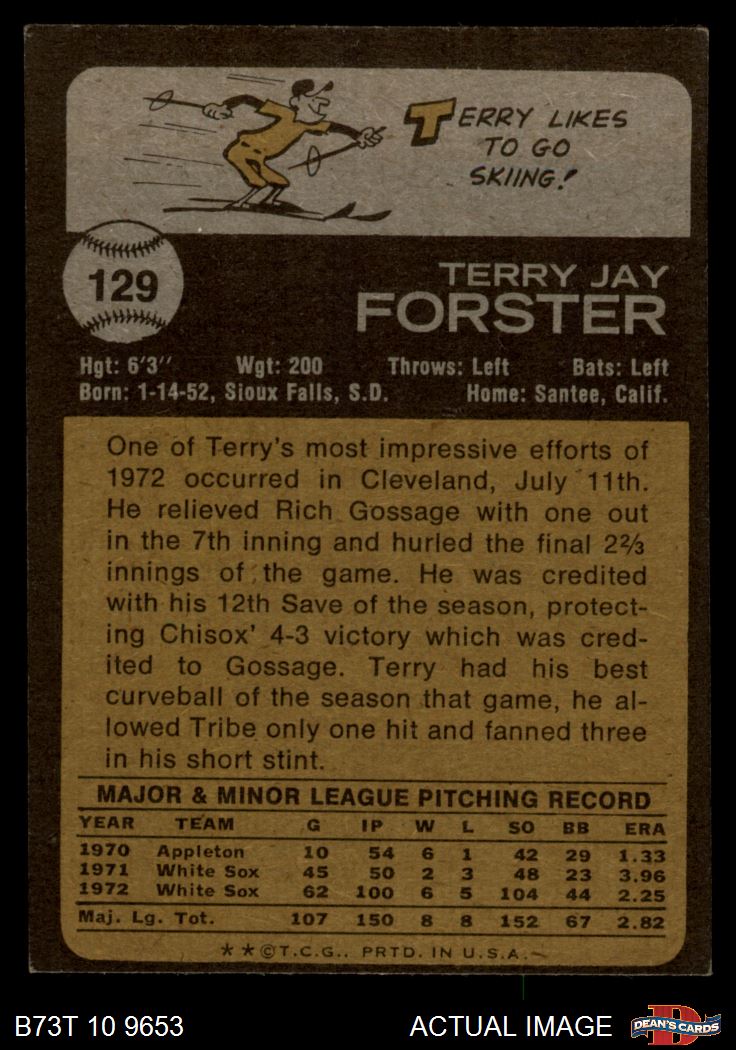 TERRY LIKES
TO GO
SKIING!
129
TERRY JAY
FORSTER
Hgt: 6'3" Wgt: 200 Throws: Left Bats: Left
Born: 1-14-52, Sioux Falls, S.D. Home: Santee, Calif.
One of Terry's most impressive efforts of
1972 occurred in Cleveland, July 11th.
He relieved Rich Gossage with one out
in the 7th inning and hurled the final 2⅔
innings of the game. He was credited
with his 12th Save of the season, protect-
ing Chisox' 4-3 victory which was cred-
ited to Gossage. Terry had his best
curveball of the season that game, he al-
lowed Tribe only one hit and fanned three
in his short stint.
MAJOR & MINOR LEAGUE PITCHING RECORD
YEAR TEAM G IP W L SO BB ERA
1970 Appleton 10 54 6 1 42 29 1.33
1971 White Sox 45 50 2 3 48 23 3.96
1972 White Sox 62 100 6 5 104 44 2.25
Maj. Lg. Tot. 107 150 8 8 152 67 2.82
**©T.C.G.. PRTD. IN U.S.A.
B73T 10 9653 ACTUAL IMAGE DEAN'S CARDS